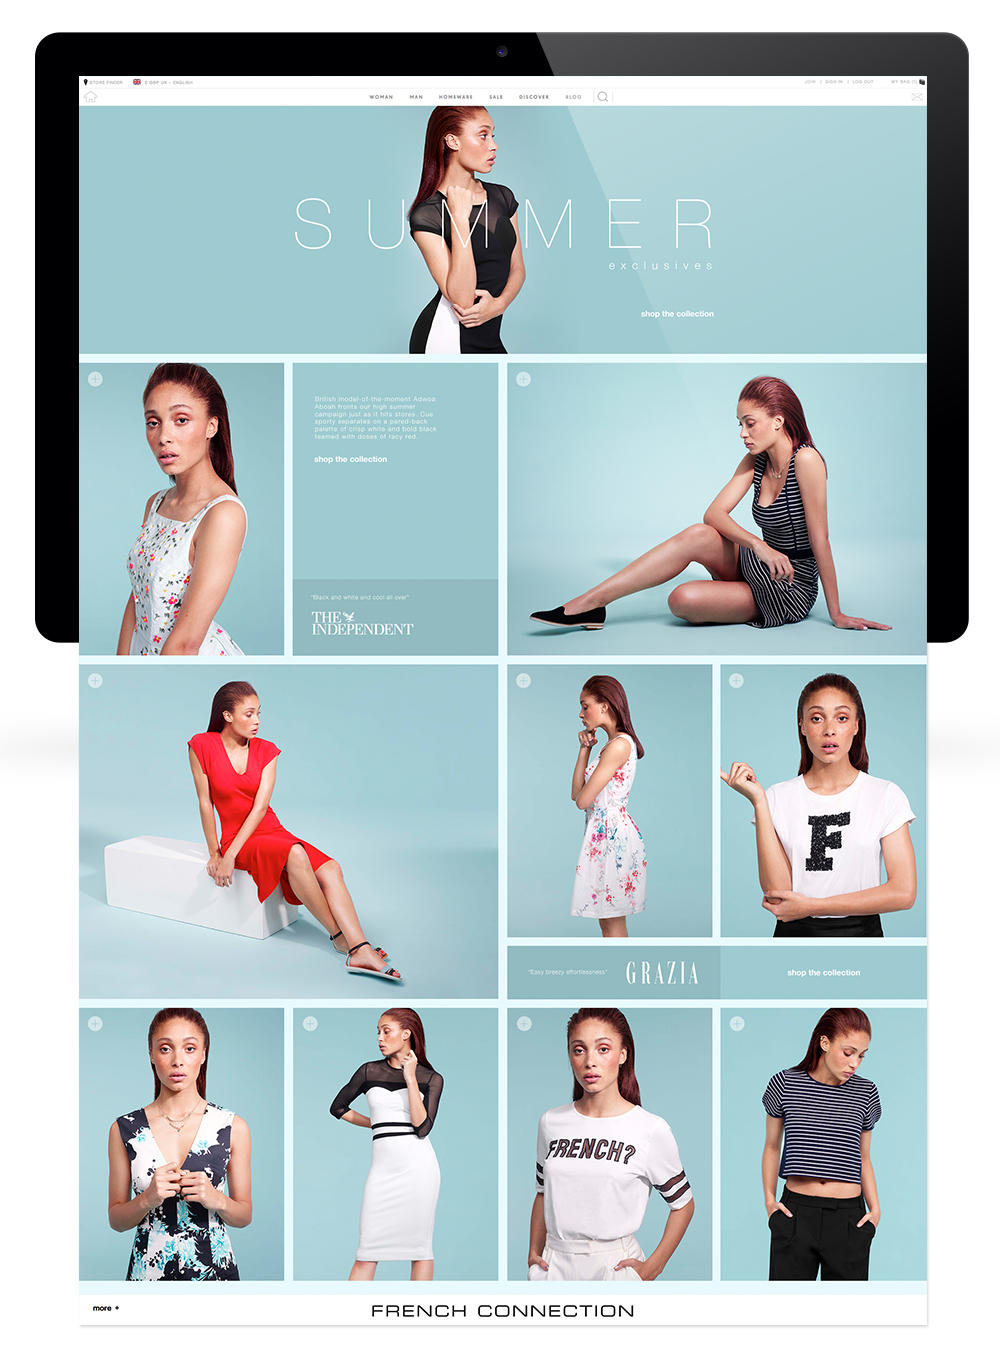 STORE FINDER
£ GBP UK - ENGLISH
JOIN | SIGN IN | LOG OUT
MY BAG (1)
WOMAN MAN HOMEWARE SALE DISCOVER BLOG
SUMMER
exclusives
shop the collection
British model-of-the-moment Adwoa
Aboah fronts our high summer
campaign just as it hits stores. Cue
sporty separates on a pared-back
palette of crisp white and bold black
teamed with doses of racy red.
shop the collection
"Black and white and cool all over"
THE
INDEPENDENT
F
"Easy breezy effortlessness"
GRAZIA
shop the collection
FRENCH?
more +
FRENCH CONNECTION